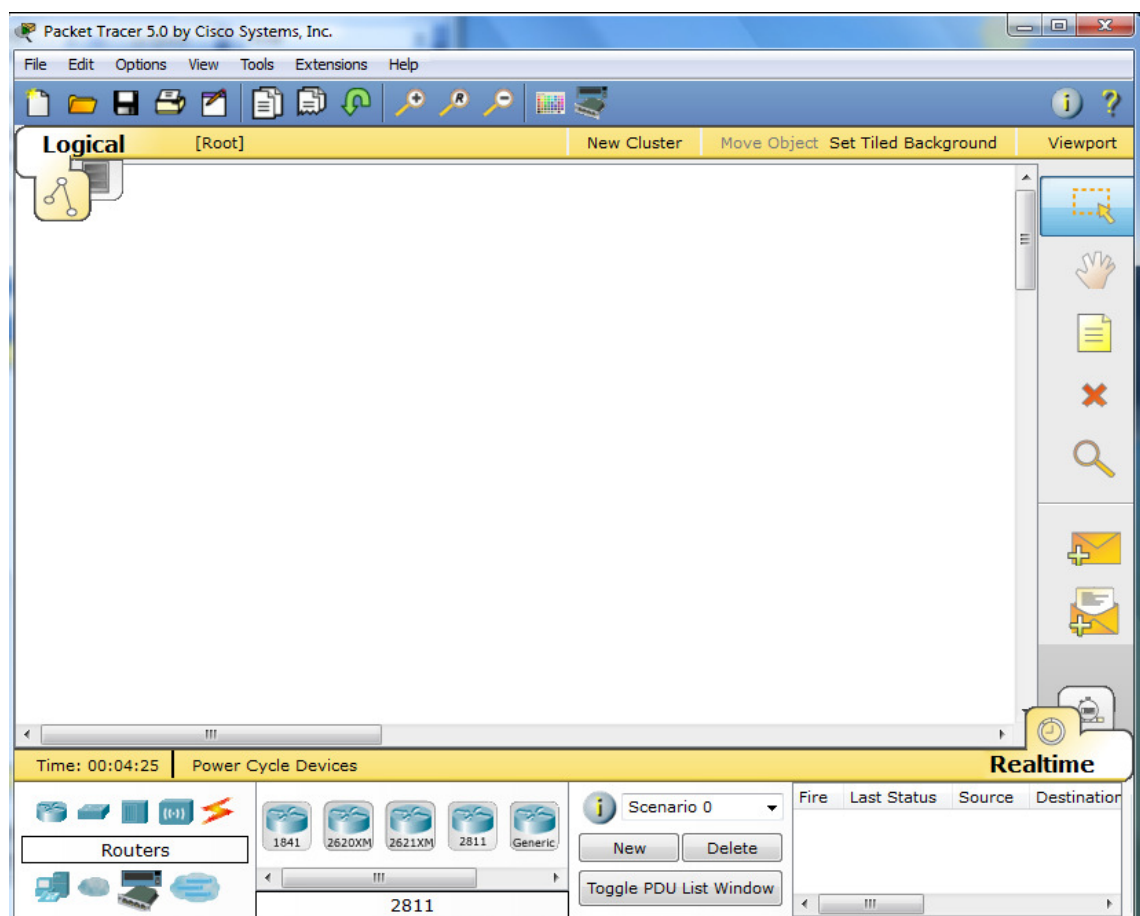 Packet Tracer 5.0 by Cisco Systems, Inc.
File Edit Options View Tools Extensions Help
Logical [Root] New Cluster Move Object Set Tiled Background Viewport
Time: 00:04:25 Power Cycle Devices Realtime
Routers
1841 2620XM 2621XM 2811 Generic
2811
Scenario 0
New Delete
Toggle PDU List Window
Fire Last Status Source Destination